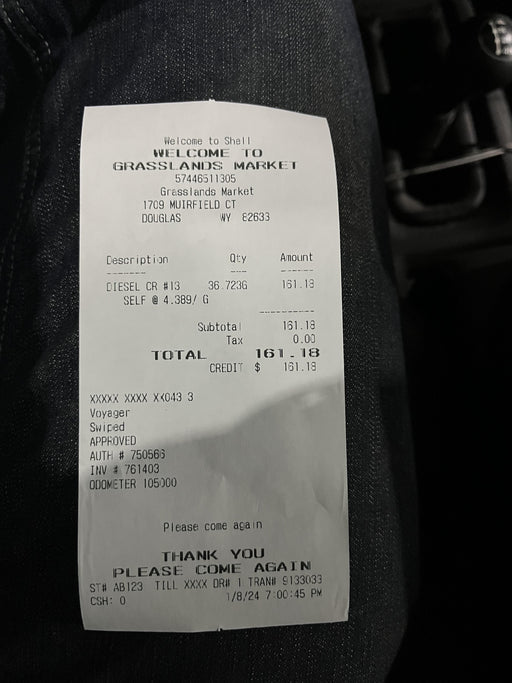 Welcome to Shell
WELCOME TO
GRASSLANDS MARKET
57446511305
Grasslands Market
1709 MUIRFIELD CT
DOUGLAS WY 82633
Description Qty Amount
------- --- ------
DIESEL CR #13 36.723G 161.18
SELF @ 4.389/ G
----------
Subtotal 161.18
Tax 0.00
TOTAL 161.18
CREDIT $ 161.18
XXXXX XXXX XX043 3
Voyager
Swiped
APPROVED
AUTH # 750566
INV # 761403
ODOMETER 105000
Please come again
THANK YOU
PLEASE COME AGAIN
ST# AB123 TILL XXXX DR# 1 TRAN# 9133033
CSH: 0 1/8/24 7:00:45 PM